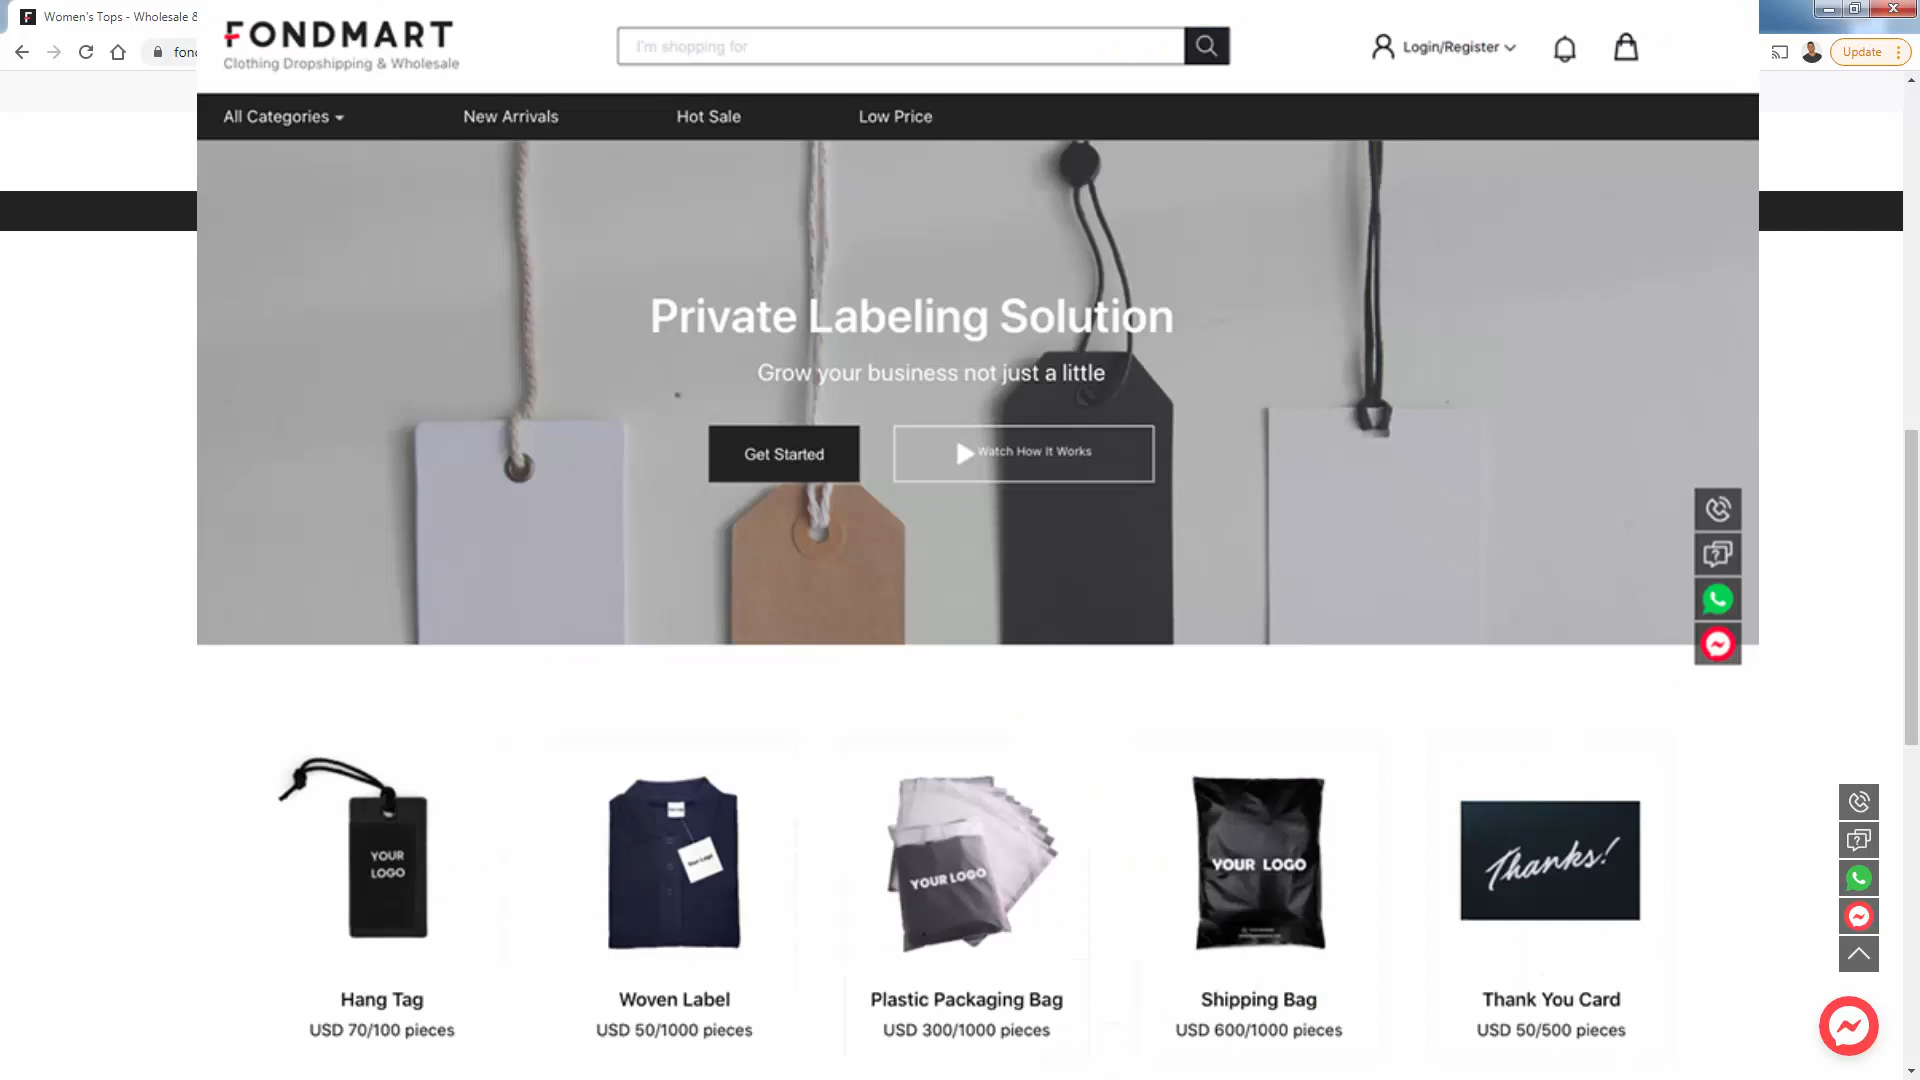 Women's Tops - Wholesale &
FONDMART
Clothing Dropshipping & Wholesale
I'm shopping for
Login/Register
Update
fond
All Categories
New Arrivals
Hot Sale
Low Price
Private Labeling Solution
Grow your business not just a little
Get Started
Watch How It Works
YOUR
LOGO
YOUR LOGO
YOUR LOGO
Thanks!
Hang Tag
Woven Label
Plastic Packaging Bag
Shipping Bag
Thank You Card
USD 70/100 pieces
USD 50/1000 pieces
USD 300/1000 pieces
USD 600/1000 pieces
USD 50/500 pieces